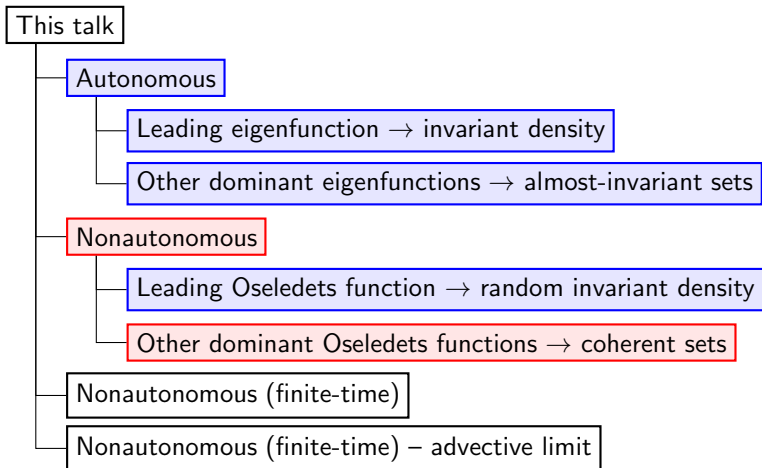 This talk
Autonomous
Leading eigenfunction → invariant density
Other dominant eigenfunctions → almost-invariant sets
Nonautonomous
Leading Oseledets function → random invariant density
Other dominant Oseledets functions → coherent sets
Nonautonomous (finite-time)
Nonautonomous (finite-time) – advective limit